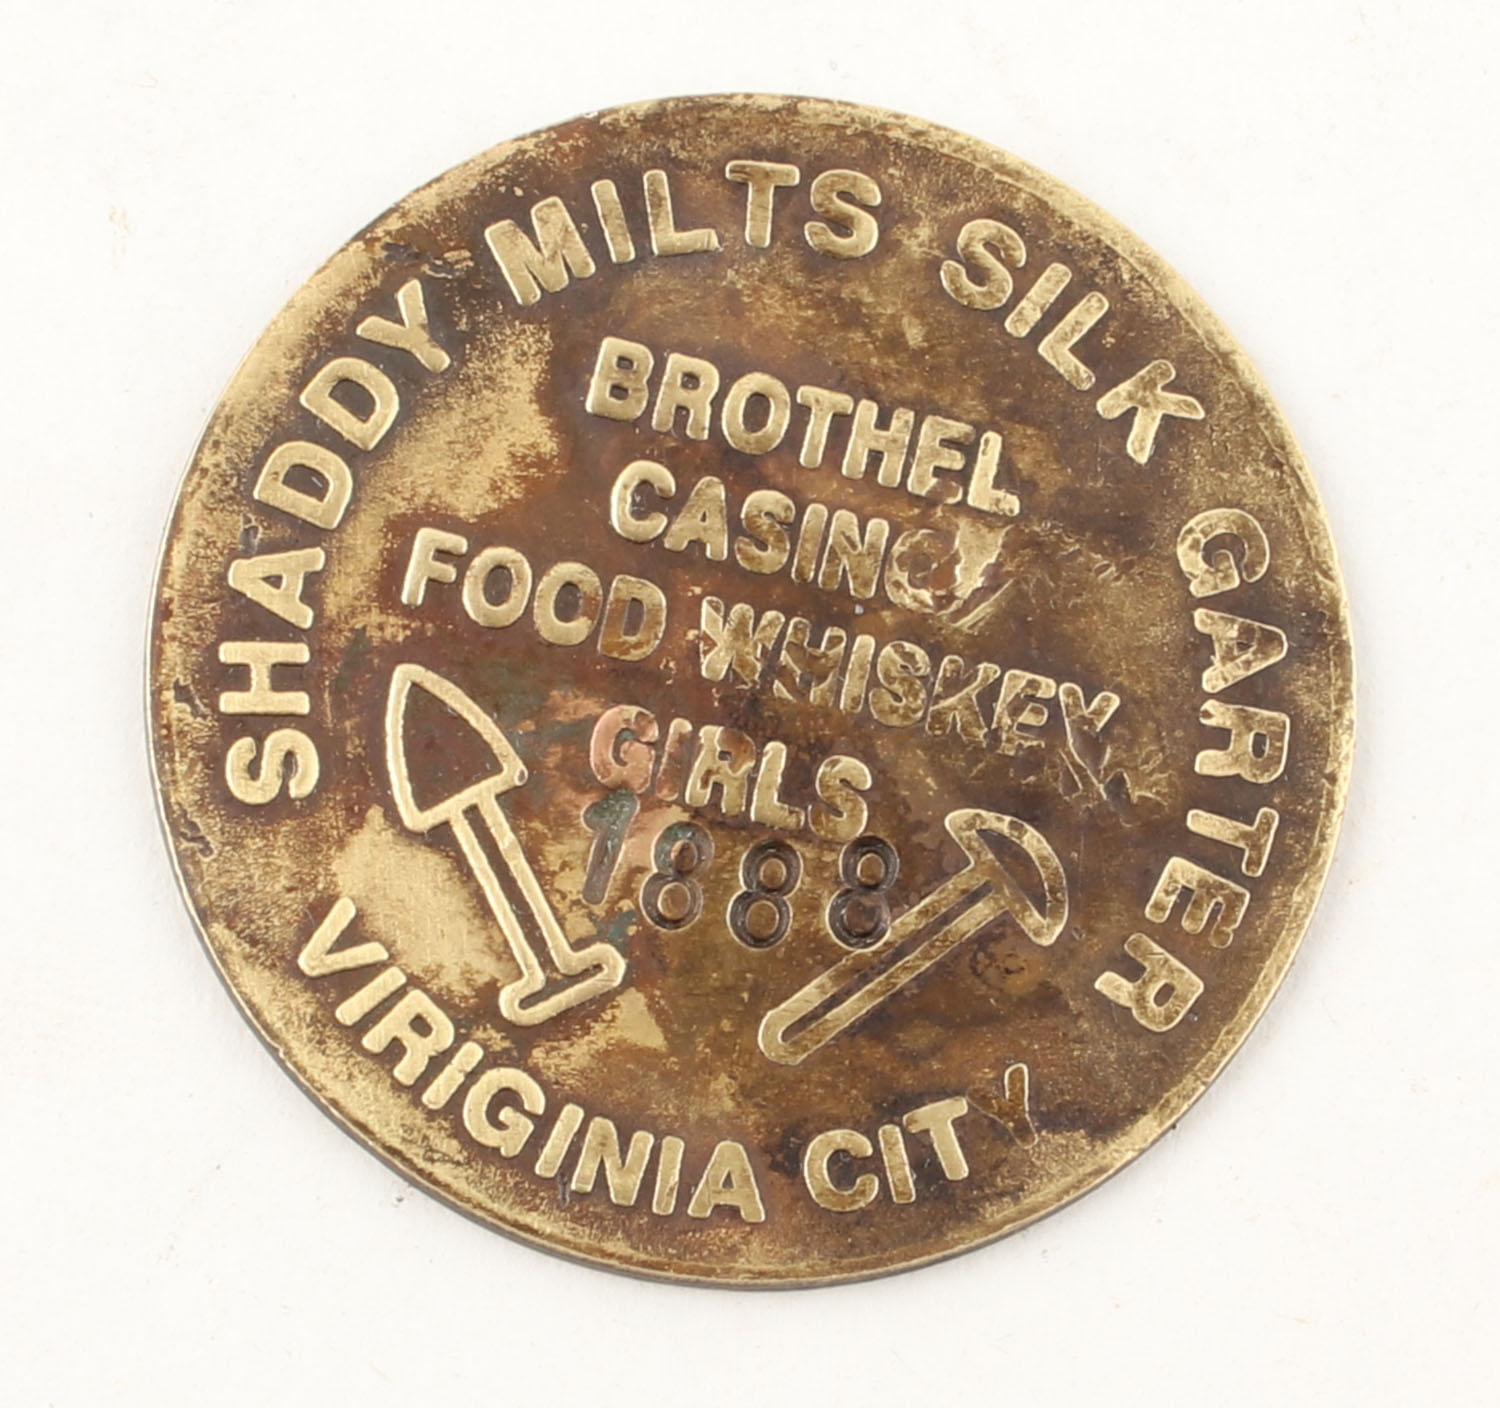 SHADDY MILTS SILK GARTER
BROTHEL
CASINO
FOOD WHISKEY
GIRLS
1888
VIRIGINIA CITY